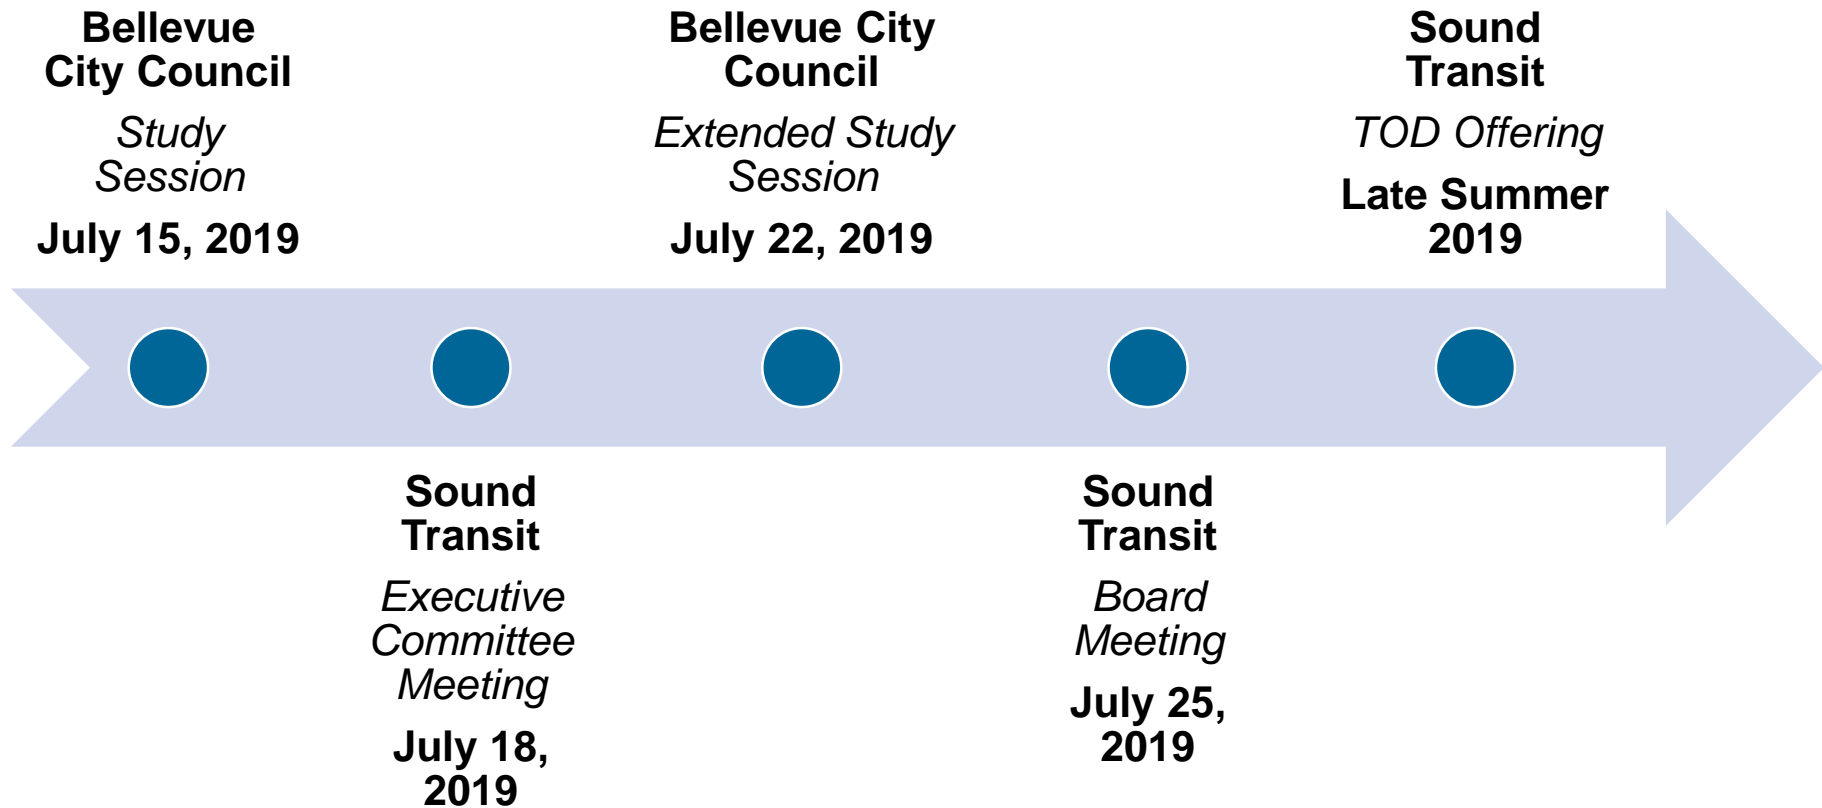 Bellevue
City Council
Study
Session
July 15, 2019
Sound
Transit
Executive
Committee
Meeting
July 18,
2019
Bellevue City
Council
Extended Study
Session
July 22, 2019
Sound
Transit
Board
Meeting
July 25,
2019
Sound
Transit
TOD Offering
Late Summer
2019